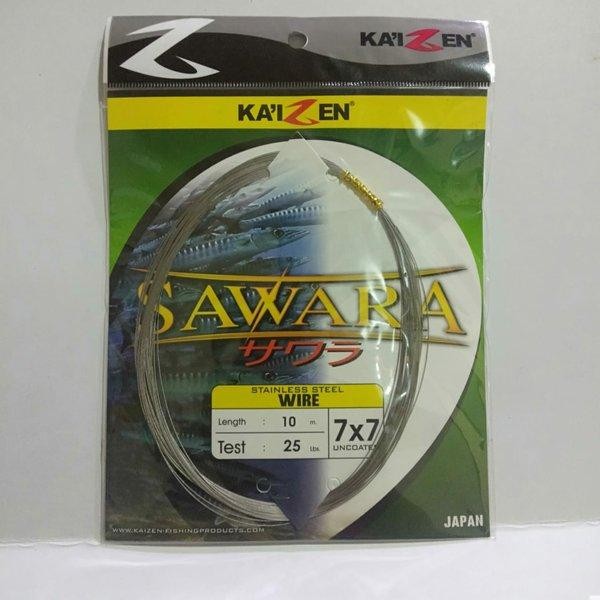 KA'IZEN
KA'IZEN®
SAWARA
サワラ
STAINLESS STEEL
WIRE
Length : 10 m.
Test : 25 Lbs.
7x7
UNCOATED
WWW.KAIZEN-FISHINGPRODUCTS.COM
JAPAN